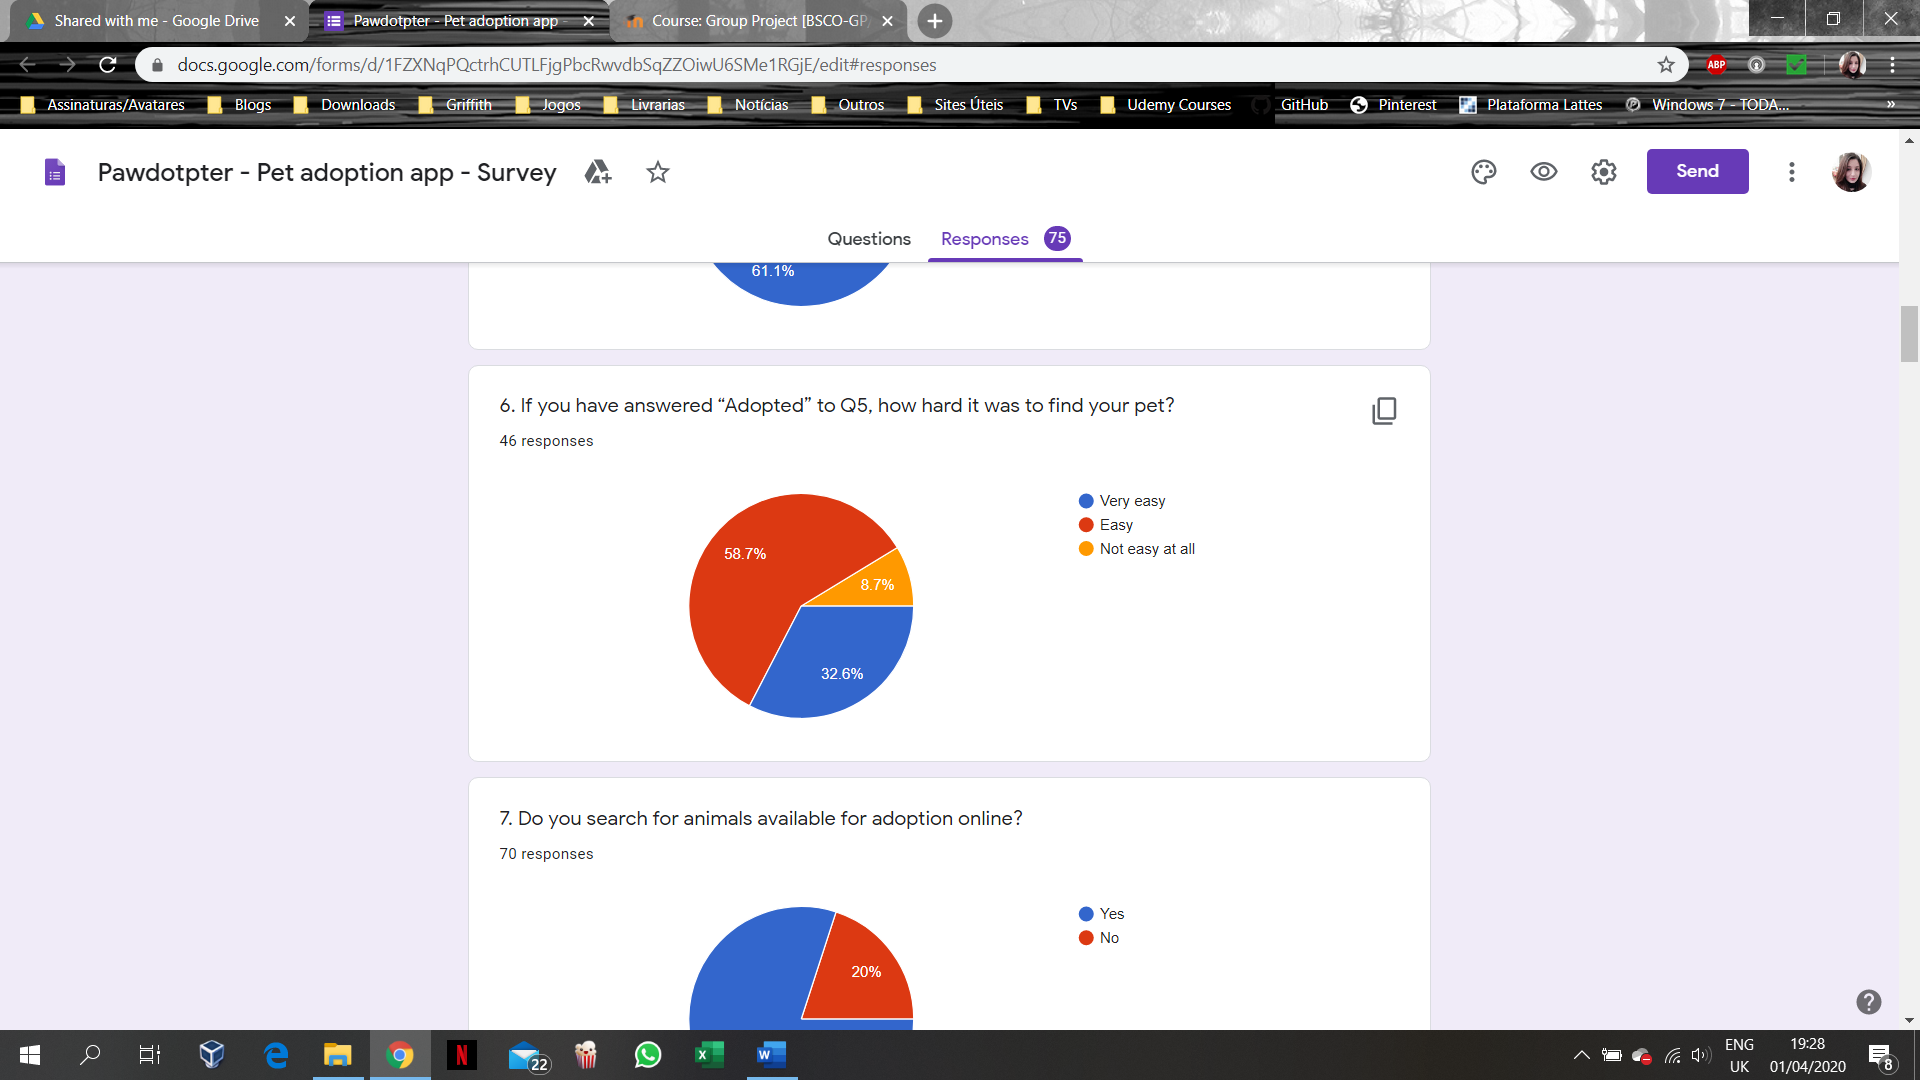 Shared with me - Google Drive
Pawdotpter - Pet adoption app -
Course: Group Project [BSCO-GP
docs.google.com/forms/d/1FZXNqPQctrhCUTLFjgPbcRwvdbSqZZOiwU6SMe1RGjE/edit#responses
ABP
Assinaturas/Avatares Blogs Downloads Griffith Jogos Livrarias Notícias Outros Sites Úteis TVs Udemy Courses GitHub Pinterest Plataforma Lattes Windows 7 - TODA... »
Pawdotpter - Pet adoption app - Survey
Send
Questions Responses 75
61.1%
6. If you have answered “Adopted” to Q5, how hard it was to find your pet?
46 responses
Very easy
Easy
Not easy at all
58.7%
8.7%
32.6%
7. Do you search for animals available for adoption online?
70 responses
Yes
No
20%
22
ENG
UK
19:28
01/04/2020
8